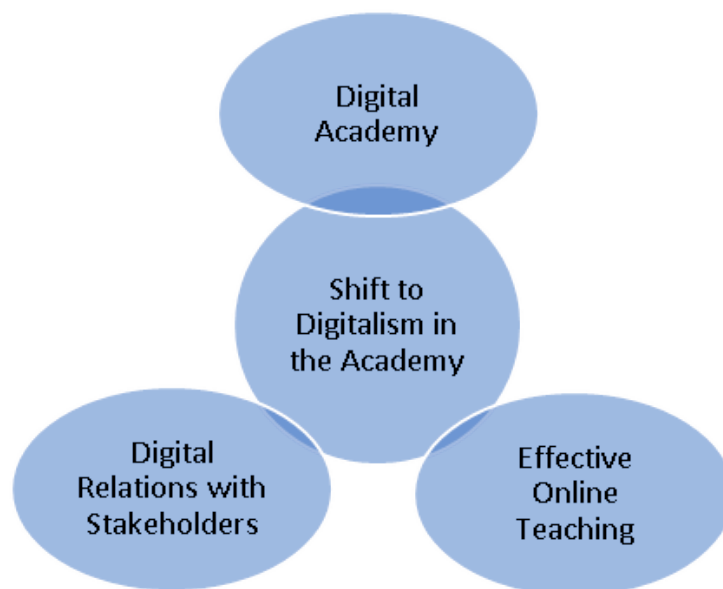 Digital
Academy
Shift to
Digitalism in
the Academy
Digital
Relations with
Stakeholders
Effective
Online
Teaching